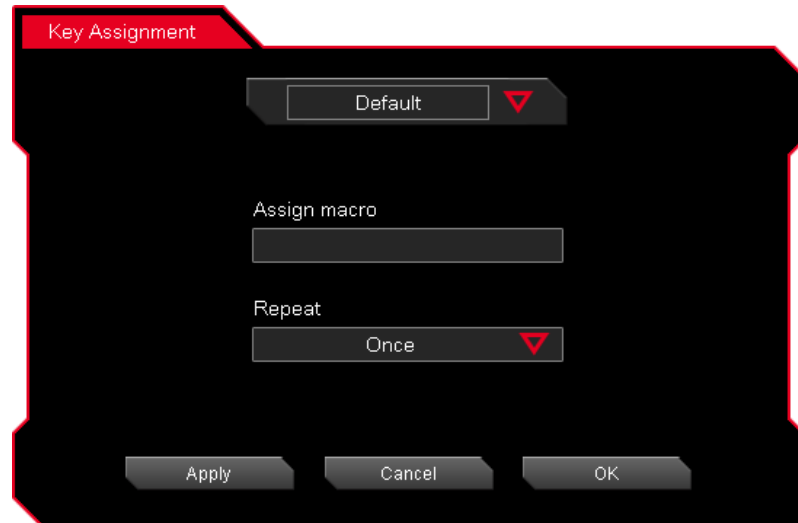 Key Assignment
Default
Assign macro
Repeat
Once
Apply Cancel OK